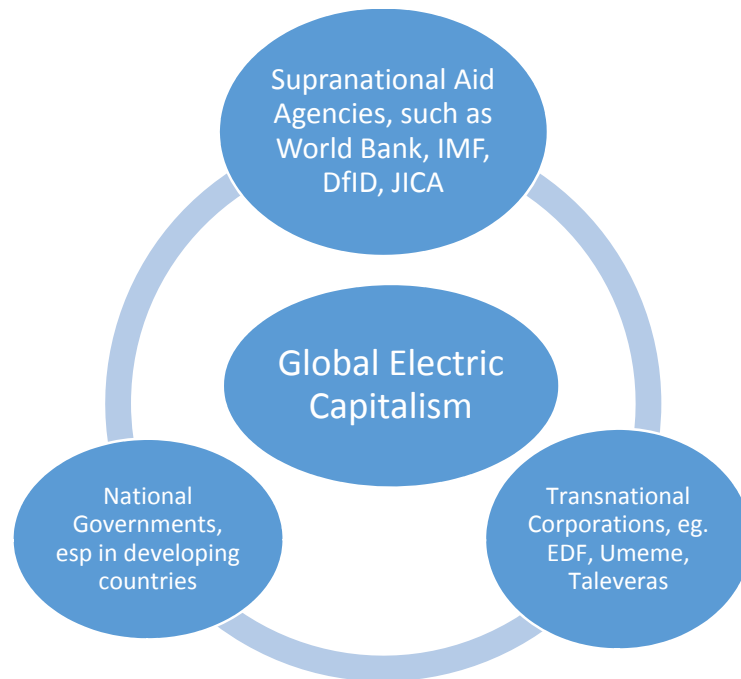 Supranational Aid
Agencies, such as
World Bank, IMF,
DfID, JICA
Global Electric
Capitalism
National
Governments,
esp in developing
countries
Transnational
Corporations, eg.
EDF, Umeme,
Taleveras